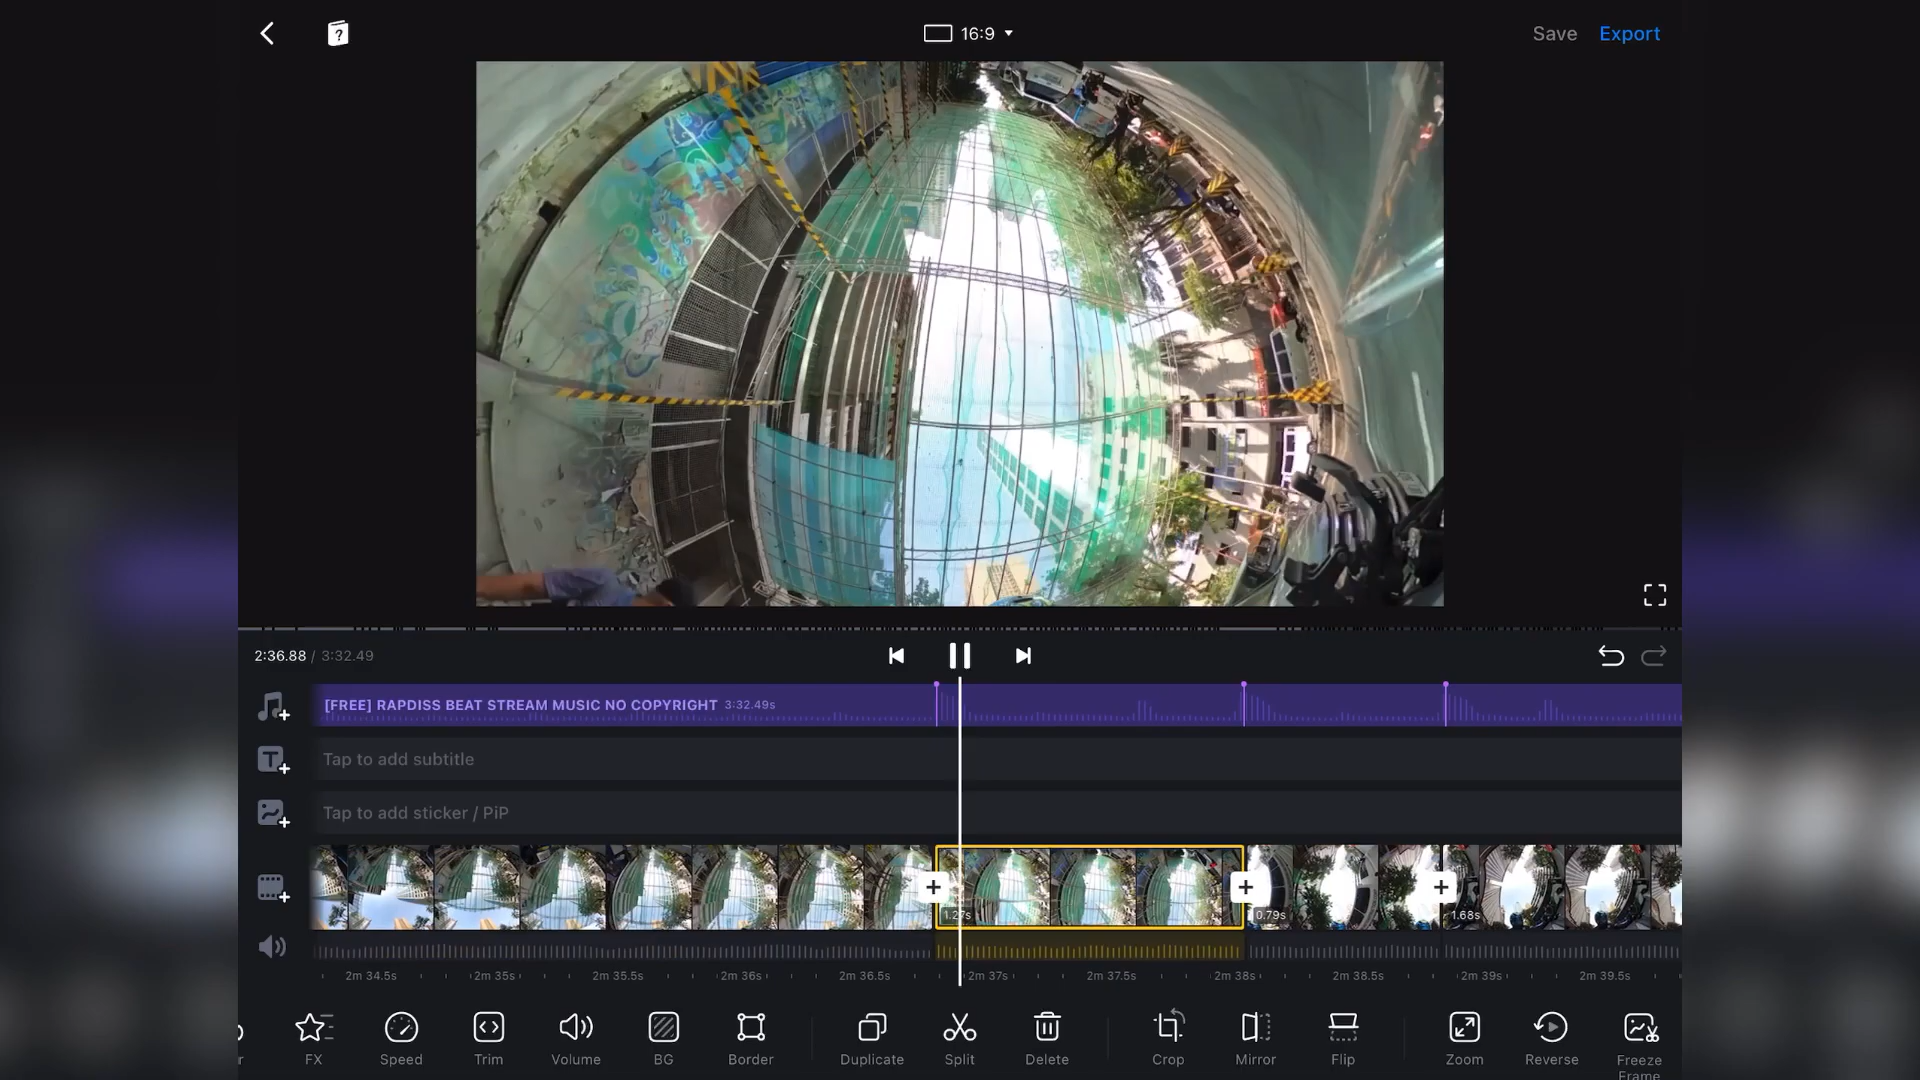 ?
16:9
Save
Export
2:36.88 / 3:32.49
[FREE] RAPDISS BEAT STREAM MUSIC NO COPYRIGHT 3:32.49s
Tap to add subtitle
Tap to add sticker / PiP
1.27s
0.79s
1.68s
2m 34.5s 2m 35s 2m 35.5s 2m 36s 2m 36.5s 2m 37s 2m 37.5s 2m 38s 2m 38.5s 2m 39s 2m 39.5s
r FX Speed Trim Volume BG Border Duplicate Split Delete Crop Mirror Flip Zoom Reverse Freeze
Frame